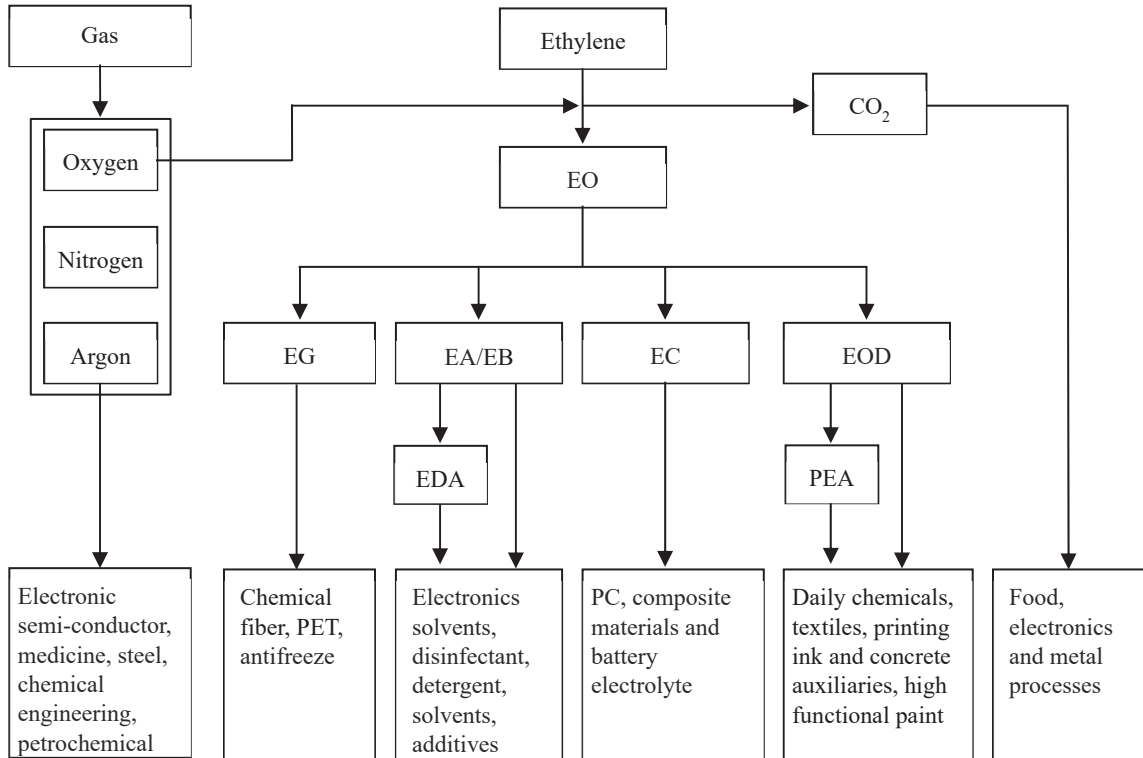 Gas
Ethylene
CO₂
Oxygen
EO
Nitrogen
Argon
EG
EA/EB
EC
EOD
EDA
PEA
Electronic
semi-conductor,
medicine, steel,
chemical
engineering,
petrochemical
Chemical
fiber, PET,
antifreeze
Electronics
solvents,
disinfectant,
detergent,
solvents,
additives
PC, composite
materials and
battery
electrolyte
Daily chemicals,
textiles, printing
ink and concrete
auxiliaries, high
functional paint
Food,
electronics
and metal
processes